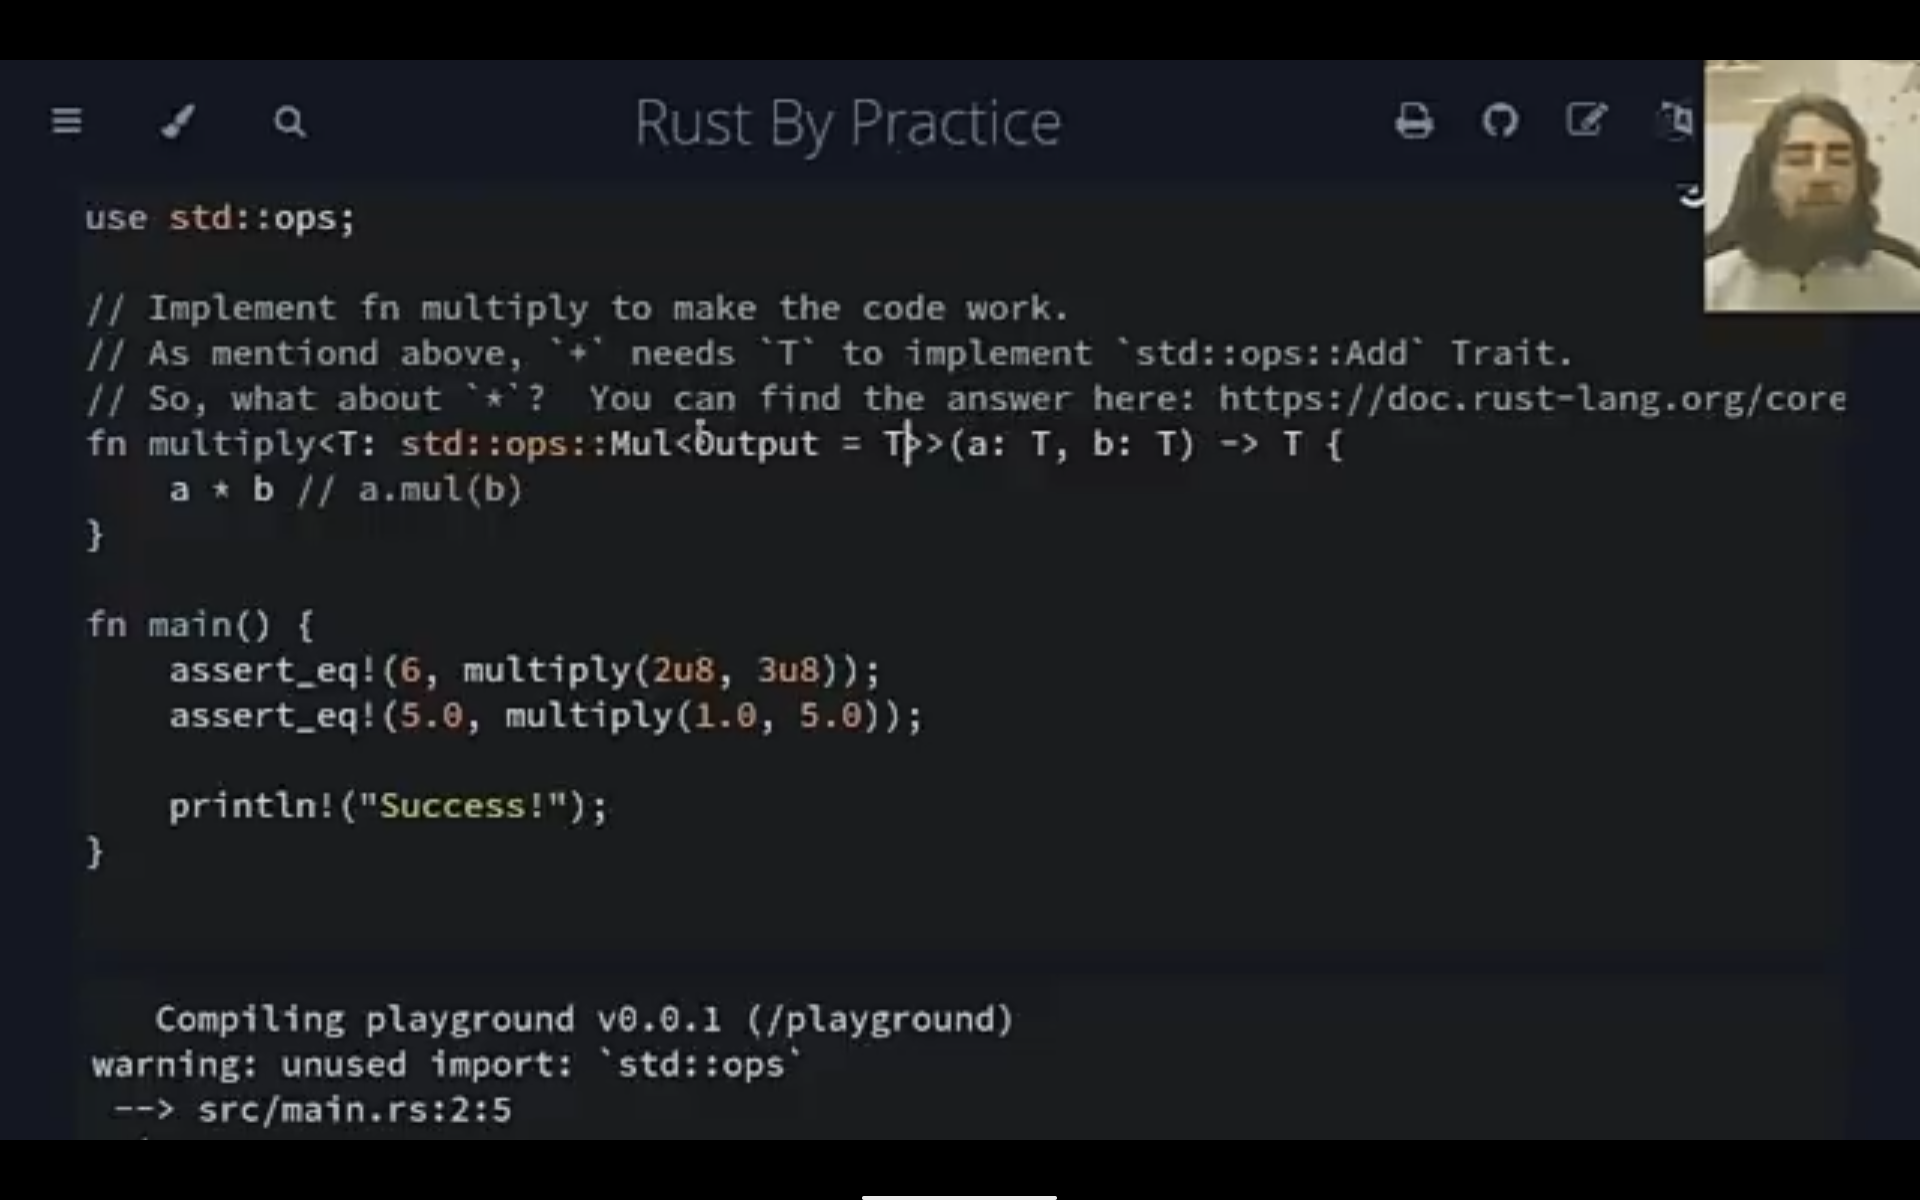 Rust By Practice
use std::ops;
// Implement fn multiply to make the code work.
// As mentiond above, `+` needs `T` to implement `std::ops::Add` Trait.
// So, what about `*`?  You can find the answer here: https://doc.rust-lang.org/core
fn multiply<T: std::ops::Mul<Output = T>>(a: T, b: T) -> T {
    a * b // a.mul(b)
}
fn main() {
    assert_eq!(6, multiply(2u8, 3u8));
    assert_eq!(5.0, multiply(1.0, 5.0));
    println!("Success!");
}
   Compiling playground v0.0.1 (/playground)
warning: unused import: `std::ops`
 --> src/main.rs:2:5